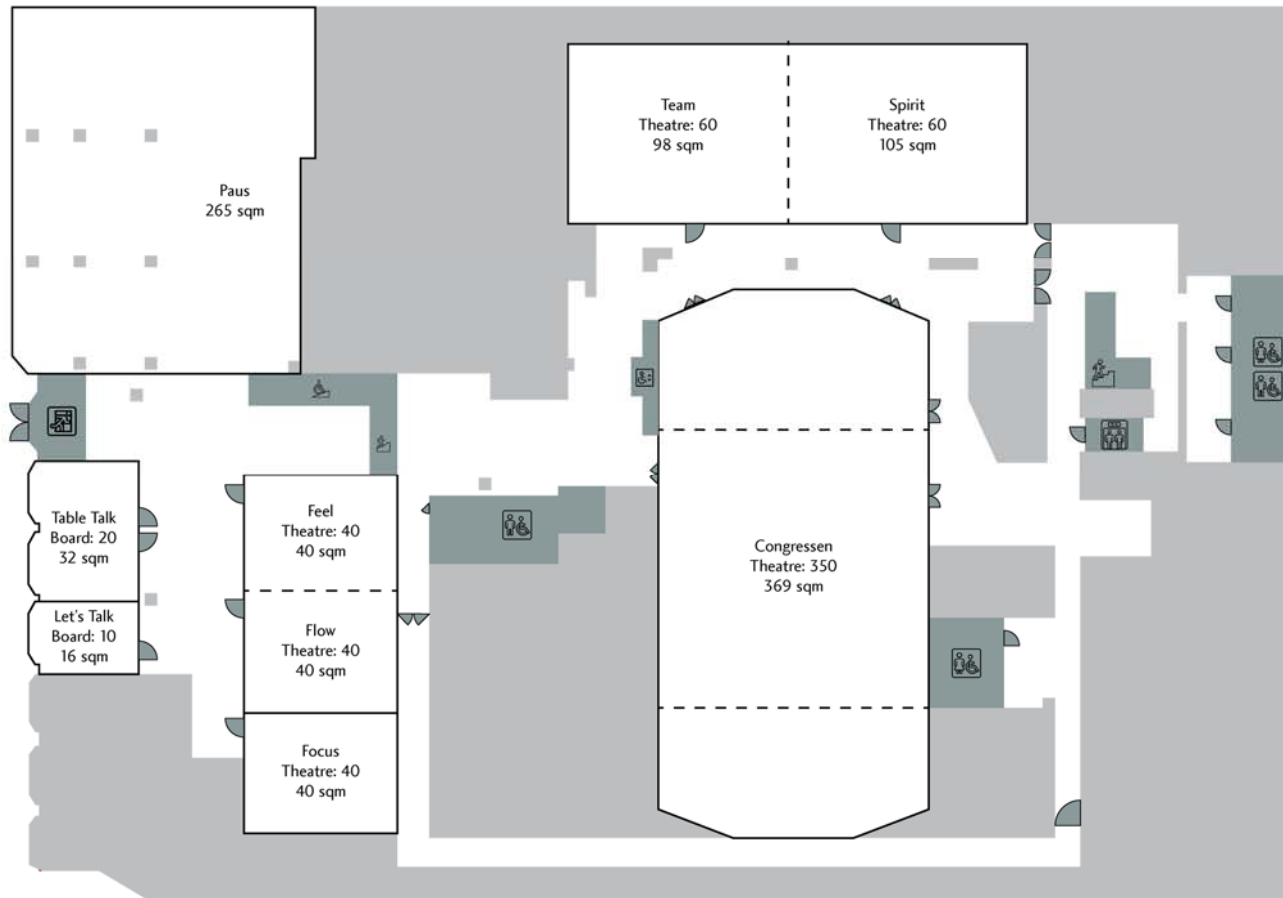 Team
Theatre: 60
98 sqm
Spirit
Theatre: 60
105 sqm
Paus
265 sqm
Table Talk
Board: 20
32 sqm
Let's Talk
Board: 10
16 sqm
Feel
Theatre: 40
40 sqm
Flow
Theatre: 40
40 sqm
Focus
Theatre: 40
40 sqm
Congressen
Theatre: 350
369 sqm